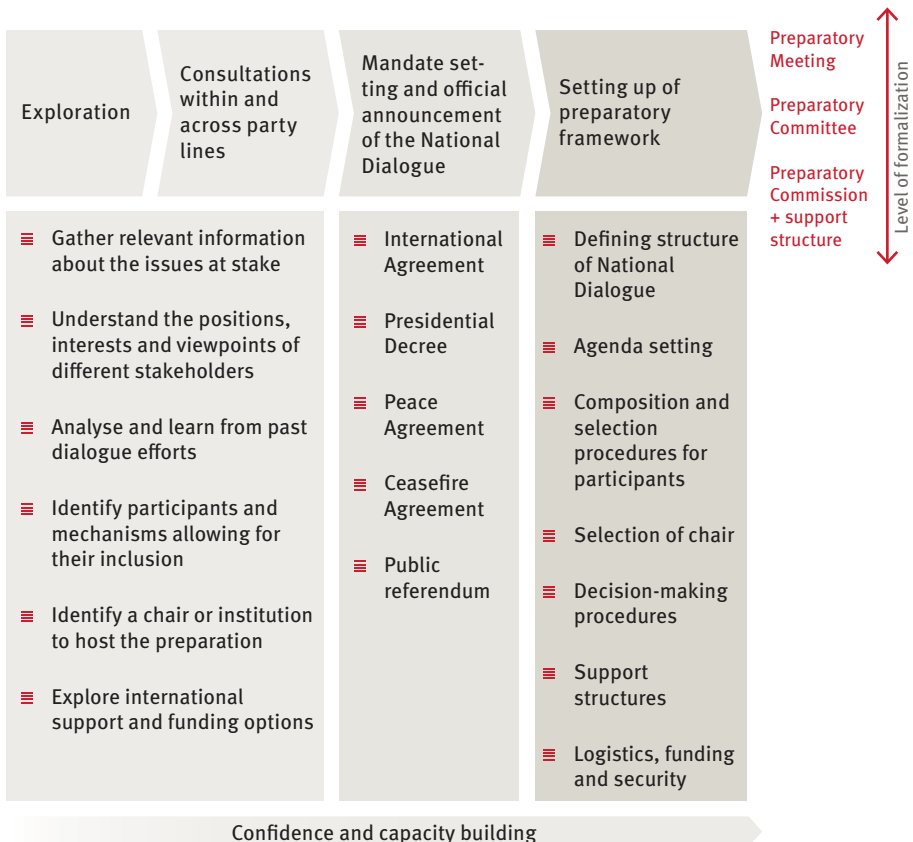 Exploration
Consultations
within and
across party
lines
Mandate set-
ting and official
announcement
of the National
Dialogue
Setting up of
preparatory
framework
Preparatory
Meeting
Preparatory
Committee
Preparatory
Commission
+ support
structure
Level of formalization
Gather relevant information
about the issues at stake
Understand the positions,
interests and viewpoints of
different stakeholders
Analyse and learn from past
dialogue efforts
Identify participants and
mechanisms allowing for
their inclusion
Identify a chair or institution
to host the preparation
Explore international
support and funding options
International
Agreement
Presidential
Decree
Peace
Agreement
Ceasefire
Agreement
Public
referendum
Defining structure
of National
Dialogue
Agenda setting
Composition and
selection
procedures for
participants
Selection of chair
Decision-making
procedures
Support
structures
Logistics, funding
and security
Confidence and capacity building